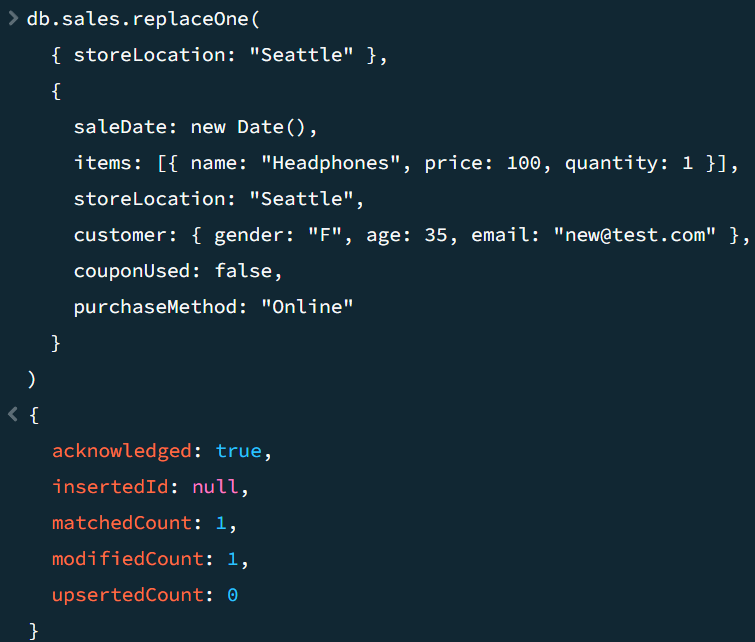 > db.sales.replaceOne(
{ storeLocation: "Seattle" },
{
saleDate: new Date(),
items: [{ name: "Headphones", price: 100, quantity: 1 }],
storeLocation: "Seattle",
customer: { gender: "F", age: 35, email: "new@test.com" },
couponUsed: false,
purchaseMethod: "Online"
}
)
< {
acknowledged: true,
insertedId: null,
matchedCount: 1,
modifiedCount: 1,
upsertedCount: 0
}